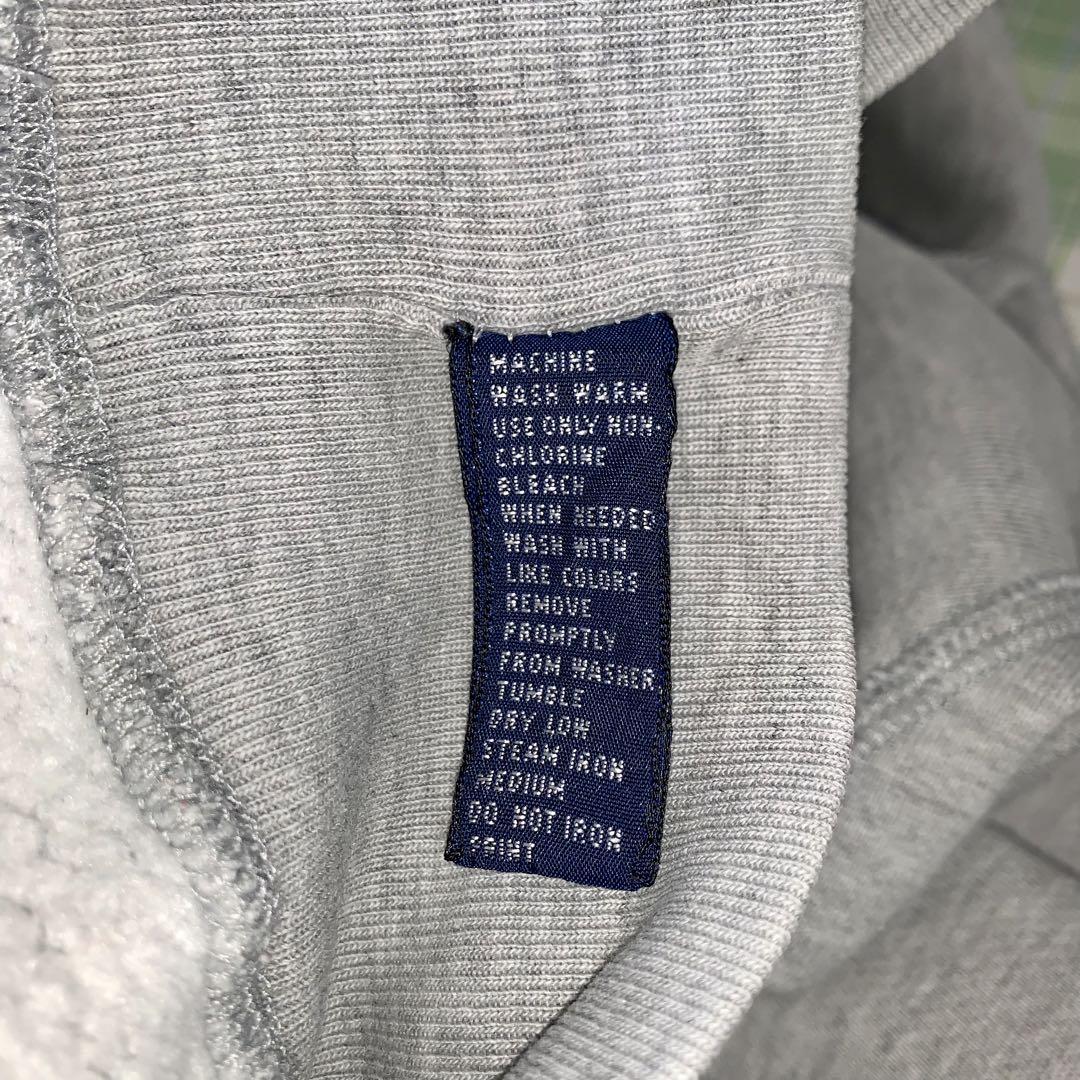 MACHINE
WASH WARM
USE ONLY NON-
CHLORINE
BLEACH
WHEN NEEDED
WASH WITH
LIKE COLORS
REMOVE
PROMPTLY
FROM WASHER
TUMBLE
DRY LOW
STEAM IRON
MEDIUM
DO NOT IRON
PRINT